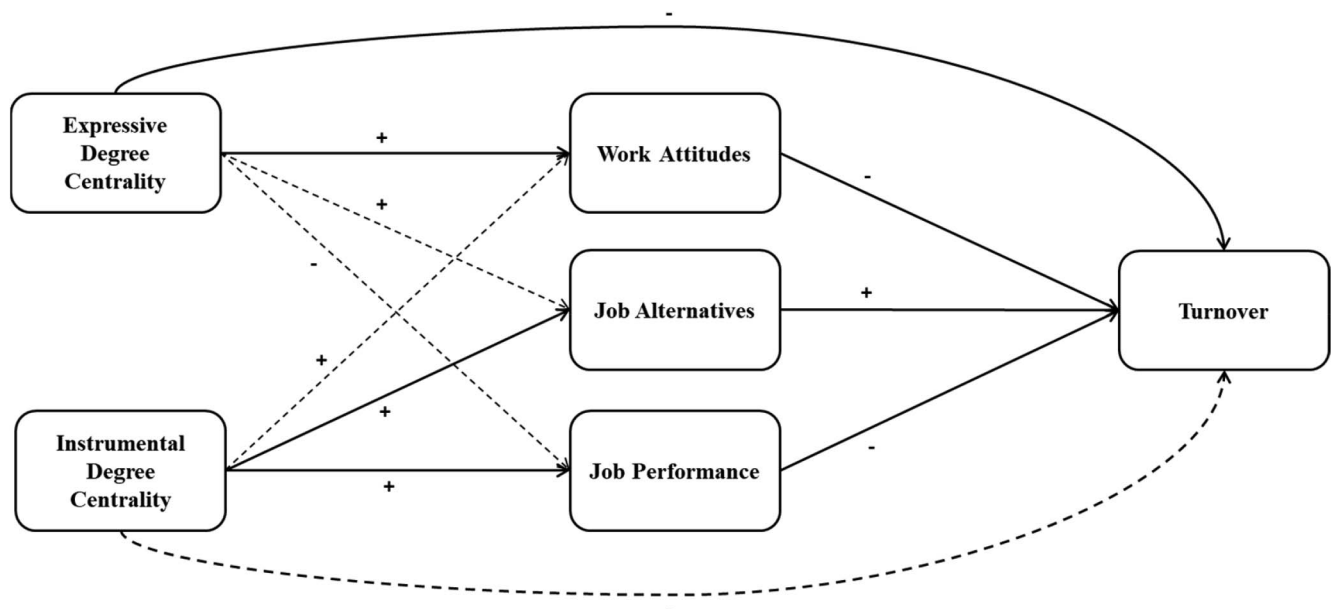 -
Expressive
Degree
Centrality
+
Work Attitudes
-
+
-
Job Alternatives
+
Turnover
+
+
Instrumental
Degree
Centrality
Job Performance
-
+